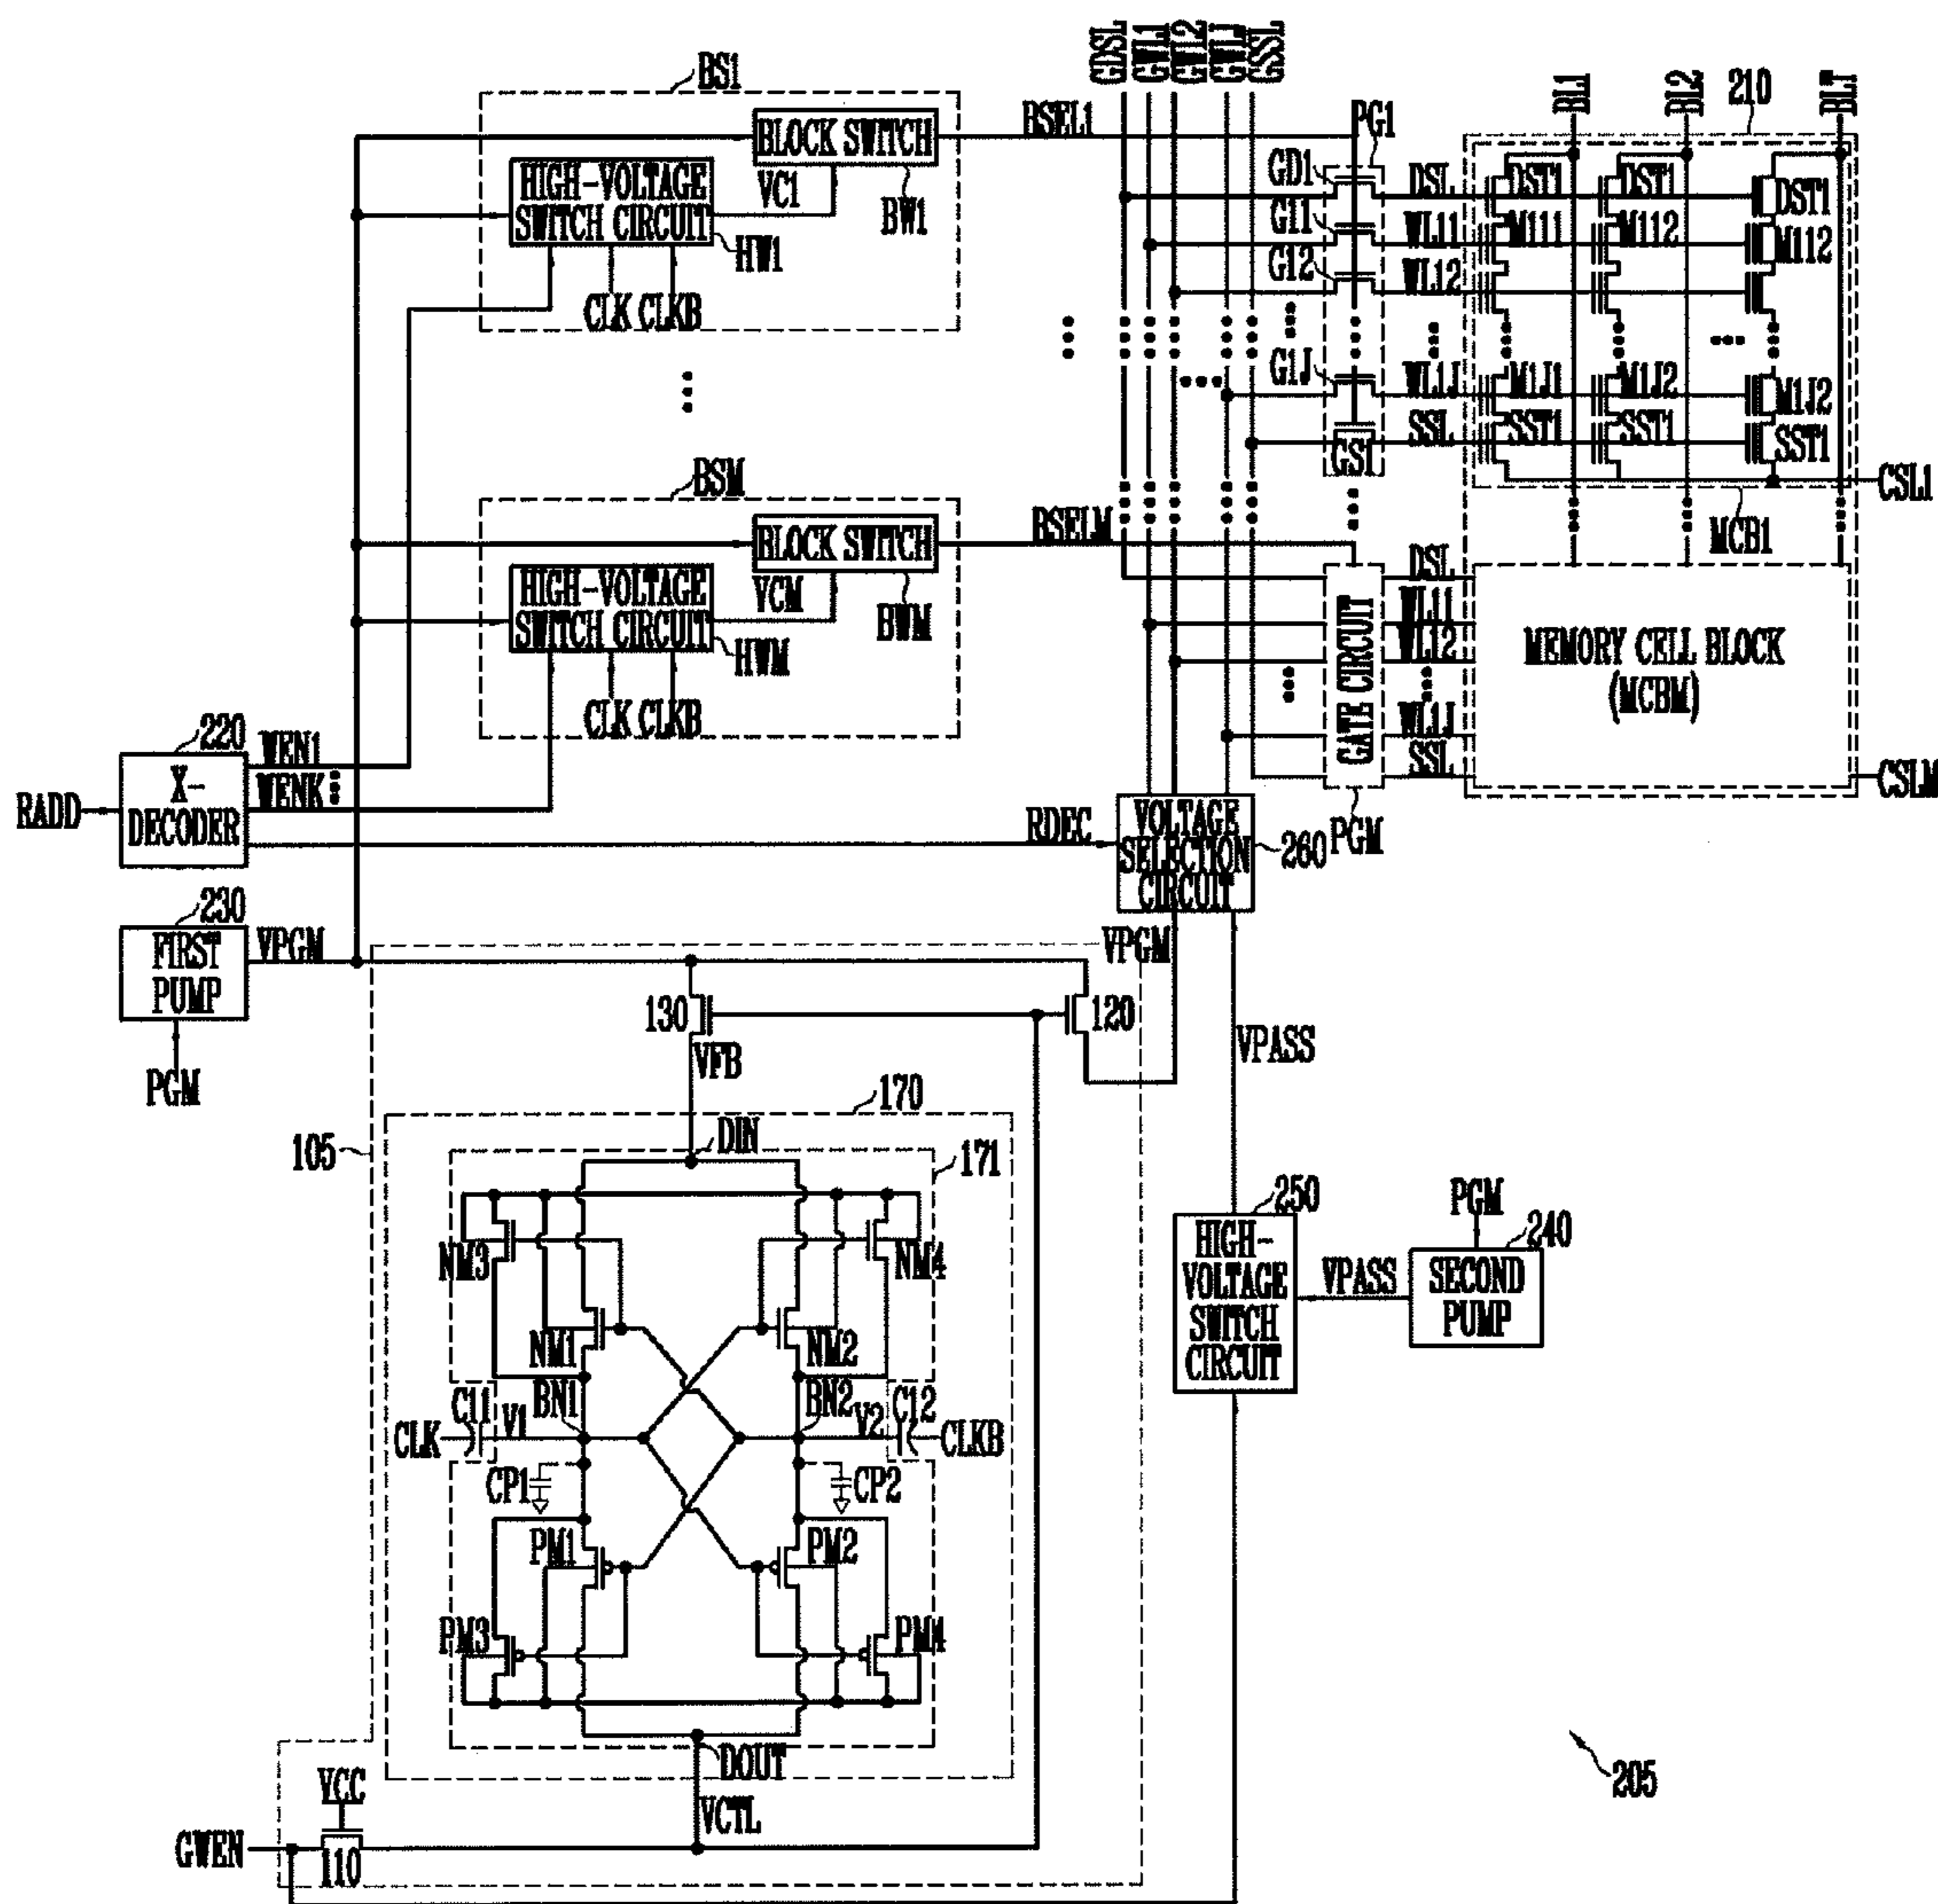 GDSL
GWL1
GWL2
GWLJ
GSSL
BS1
BLOCK SWITCH
BSEL1
PG1
BL1
BL2
210
BLT
HIGH-VOLTAGE
SWITCH CIRCUIT
VC1
BW1
HW1
CLK CLKB
GD1
G11
G12
G1J
GS1
DSL
WL11
WL12
WL1J
SSL
DST1
DST1
DST1
M111
M112
M112
M1J1
M1J2
M1J2
SST1
SST1
SST1
CSL1
MCB1
BSM
BLOCK SWITCH
BSELM
HIGH-VOLTAGE
SWITCH CIRCUIT
VCM
BWM
HWM
CLK CLKB
GATE CIRCUIT
DSL
WL11
WL12
WL1J
SSL
MEMORY CELL BLOCK
(MCBM)
CSLM
PGM
220
WEN1
WENK
RADD
X-
DECODER
RDEC
VOLTAGE
SELECTION
CIRCUIT
260
230
FIRST
PUMP
VPGM
VPGM
PGM
130
120
VFB
VPASS
105
170
DIN
171
NM3
NM4
NM1
NM2
250
HIGH-
VOLTAGE
SWITCH
CIRCUIT
VPASS
PGM
240
SECOND
PUMP
CLK
C11
V1
BN1
BN2
V2
C12
CLKB
CP1
CP2
PM1
PM2
PM3
PM4
DOUT
VCTL
VCC
GWEN
110
205